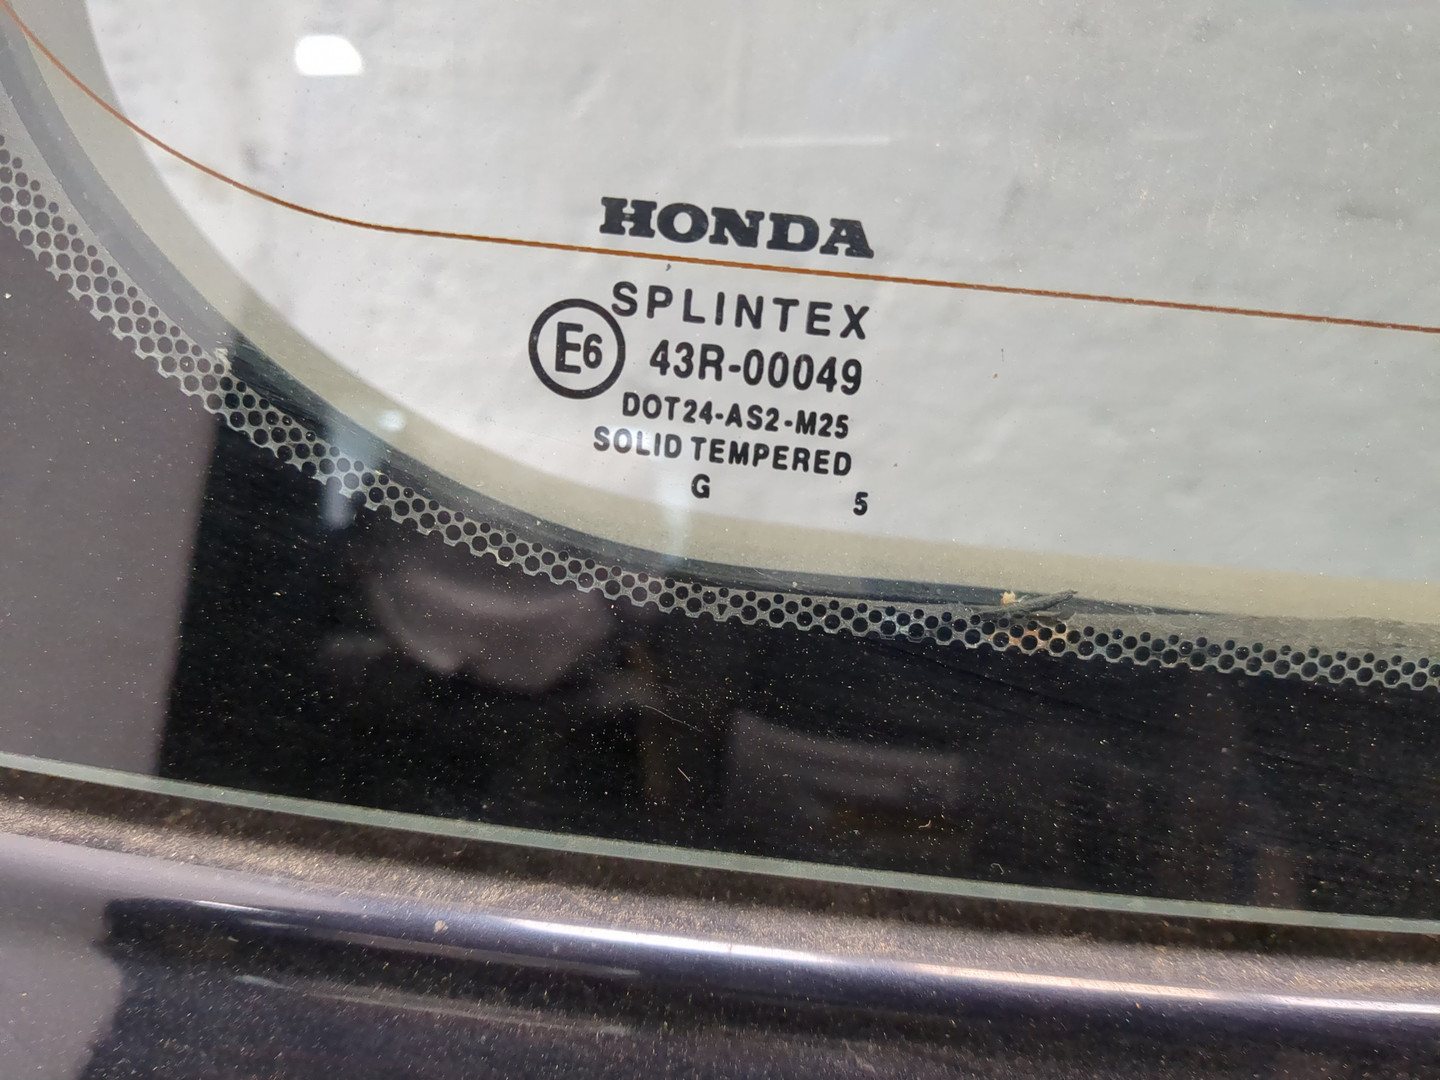 HONDA
SPLINTEX
E6 43R-00049
DOT24-AS2-M25
SOLID TEMPERED
G 5